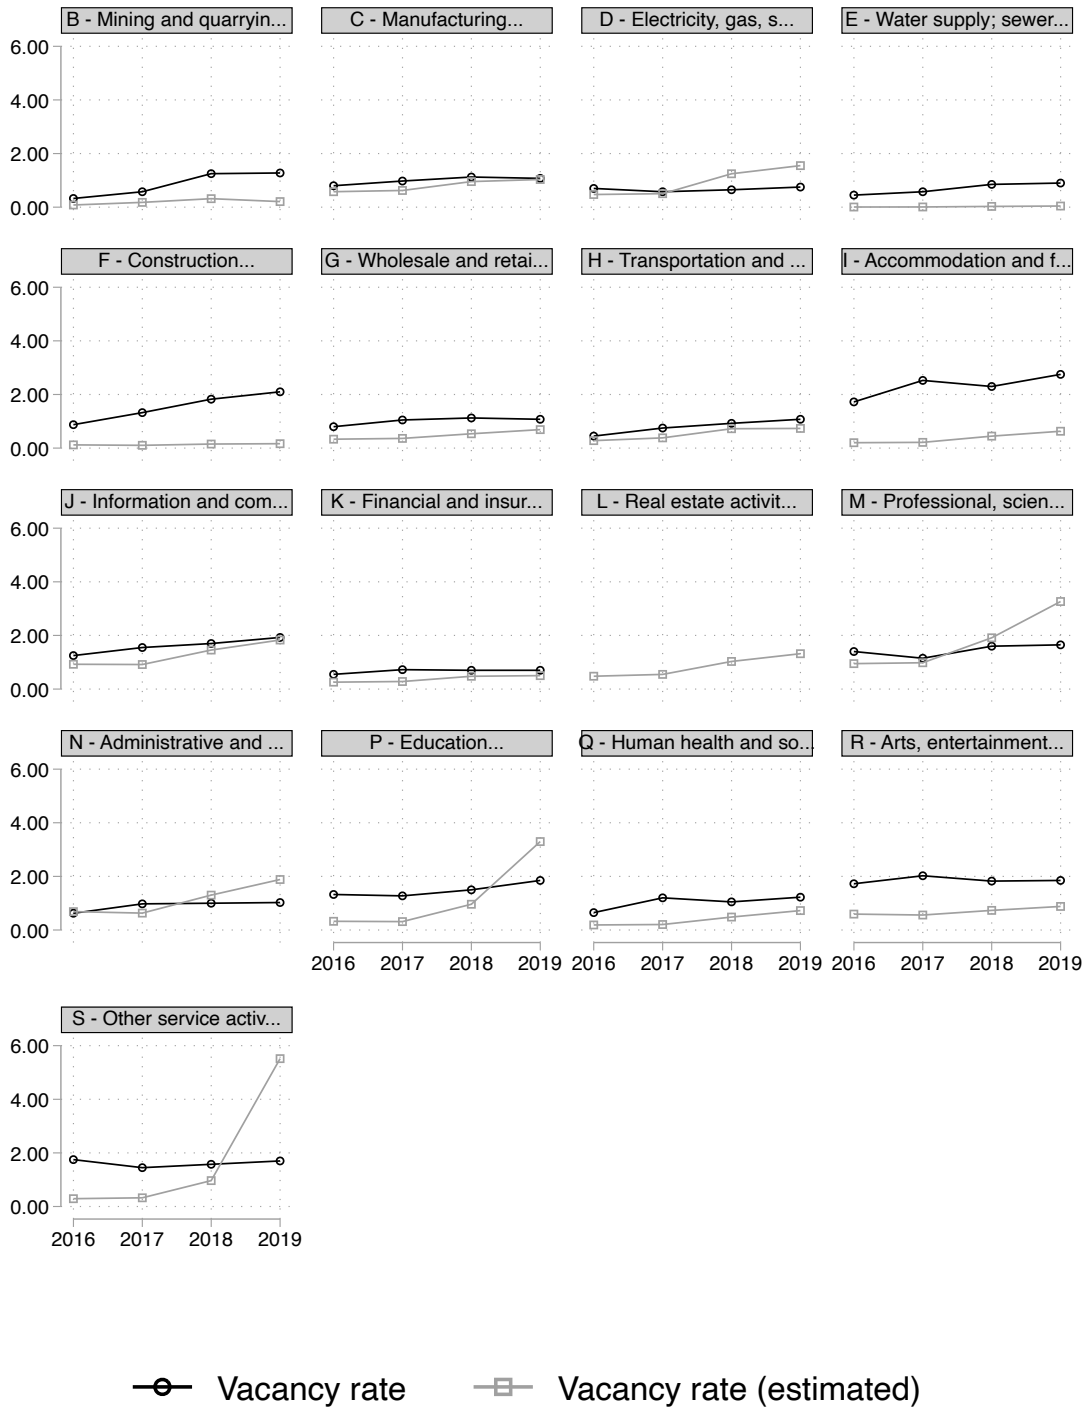 B - Mining and quarryin... C - Manufacturing... D - Electricity, gas, s... E - Water supply; sewer...
6.00
4.00
2.00
0.00
F - Construction... G - Wholesale and retai... H - Transportation and ... I - Accommodation and f...
6.00
4.00
2.00
0.00
J - Information and com... K - Financial and insur... L - Real estate activit... M - Professional, scien...
6.00
4.00
2.00
0.00
N - Administrative and ... P - Education... Q - Human health and so... R - Arts, entertainment...
6.00
4.00
2.00
0.00
2016 2017 2018 2019 2016 2017 2018 2019 2016 2017 2018 2019
S - Other service activ...
6.00
4.00
2.00
0.00
2016 2017 2018 2019
Vacancy rate Vacancy rate (estimated)